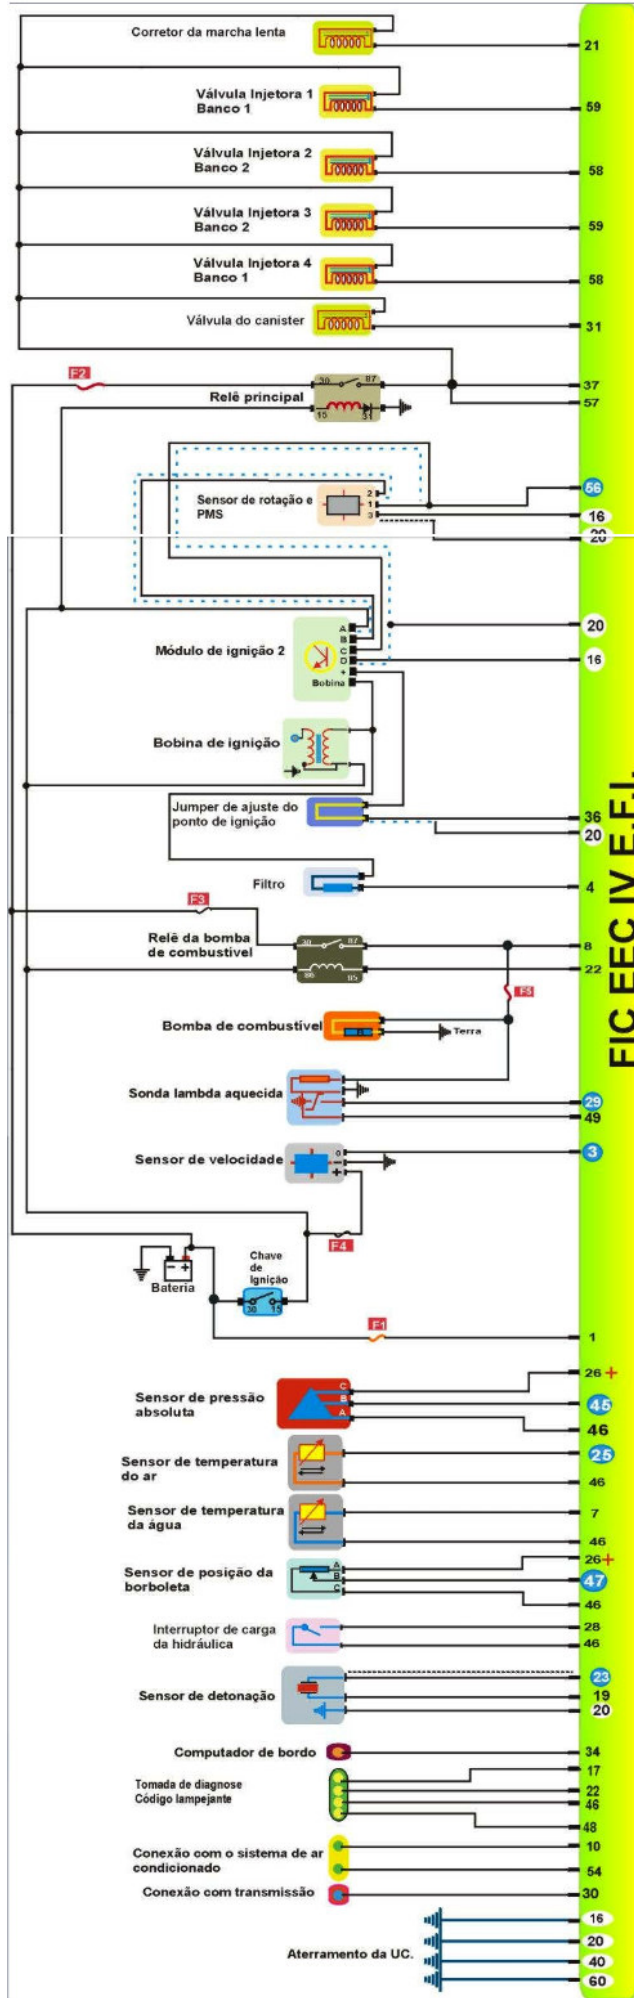 Corretor da marcha lenta
21
Válvula Injetora 1
Banco 1
59
Válvula Injetora 2
Banco 2
58
Válvula Injetora 3
Banco 2
59
Válvula Injetora 4
Banco 1
58
Válvula do canister
31
F2
30 87
37
Relê principal
15 31
57
Sensor de rotação e
PMS
2
1
3
56
16
20
Módulo de ignição 2
A
B
C
D
+
Bobina
20
16
Bobina de ignição
Jumper de ajuste do
ponto de ignição
36
20
Filtro
4
F3
Relê da bomba
de combustível
30 87
86 85
8
22
F5
Bomba de combustível
Terra
Sonda lambda aquecida
29
49
Sensor de velocidade
0
–
+
3
F4
Bateria
– +
Chave
de
Ignição
30 15
F1
1
Sensor de pressão
absoluta
C
B
A
26+
45
46
Sensor de temperatura
do ar
25
46
Sensor de temperatura
da água
7
46
Sensor de posição da
borboleta
A
B
C
26+
47
46
Interruptor de carga
da hidráulica
28
46
Sensor de detonação
23
19
20
Computador de bordo
34
Tomada de diagnose
Código lampejante
17
22
46
48
Conexão com o sistema de ar
condicionado
10
54
Conexão com transmissão
30
Aterramento da UC.
16
20
40
60
FIC EEC IV E.F.I.